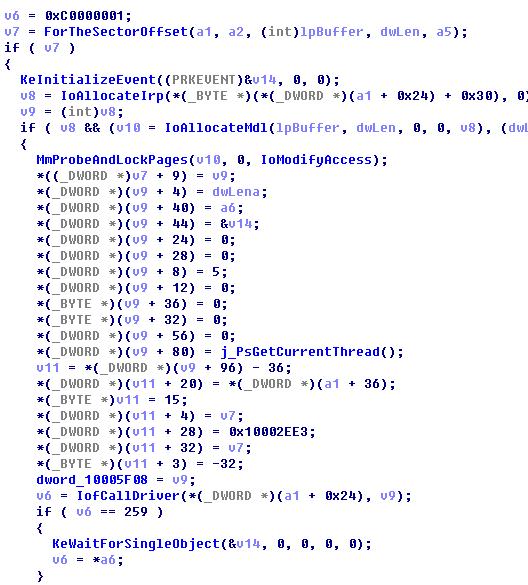 v6 = 0xC0000001;
v7 = ForTheSectorOffset(a1, a2, (int)lpBuffer, dwLen, a5);
if ( v7 )
{
KeInitializeEvent((PRKEVENT)&v14, 0, 0);
v8 = IoAllocateIrp(*(_BYTE *)(*(_DWORD *)(a1 + 0x24) + 0x30), 0)
v9 = (int)v8;
if ( v8 && (v10 = IoAllocateMdl(lpBuffer, dwLen, 0, 0, v8), (dwL
{
MmProbeAndLockPages(v10, 0, IoModifyAccess);
*((_DWORD *)v7 + 9) = v9;
*(_DWORD *)(v9 + 4) = dwLena;
*(_DWORD *)(v9 + 40) = a6;
*(_DWORD *)(v9 + 44) = &v14;
*(_DWORD *)(v9 + 24) = 0;
*(_DWORD *)(v9 + 28) = 0;
*(_DWORD *)(v9 + 8) = 5;
*(_DWORD *)(v9 + 12) = 0;
*(_BYTE *)(v9 + 36) = 0;
*(_BYTE *)(v9 + 32) = 0;
*(_DWORD *)(v9 + 56) = 0;
*(_DWORD *)(v9 + 80) = j_PsGetCurrentThread();
v11 = *(_DWORD *)(v9 + 96) - 36;
*(_DWORD *)(v11 + 20) = *(_DWORD *)(a1 + 36);
*(_BYTE *)v11 = 15;
*(_DWORD *)(v11 + 4) = v7;
*(_DWORD *)(v11 + 28) = 0x10002EE3;
*(_DWORD *)(v11 + 32) = v7;
*(_BYTE *)(v11 + 3) = -32;
dword_10005F08 = v9;
v6 = IofCallDriver(*(_DWORD *)(a1 + 0x24), v9);
if ( v6 == 259 )
{
KeWaitForSingleObject(&v14, 0, 0, 0, 0);
v6 = *a6;
}